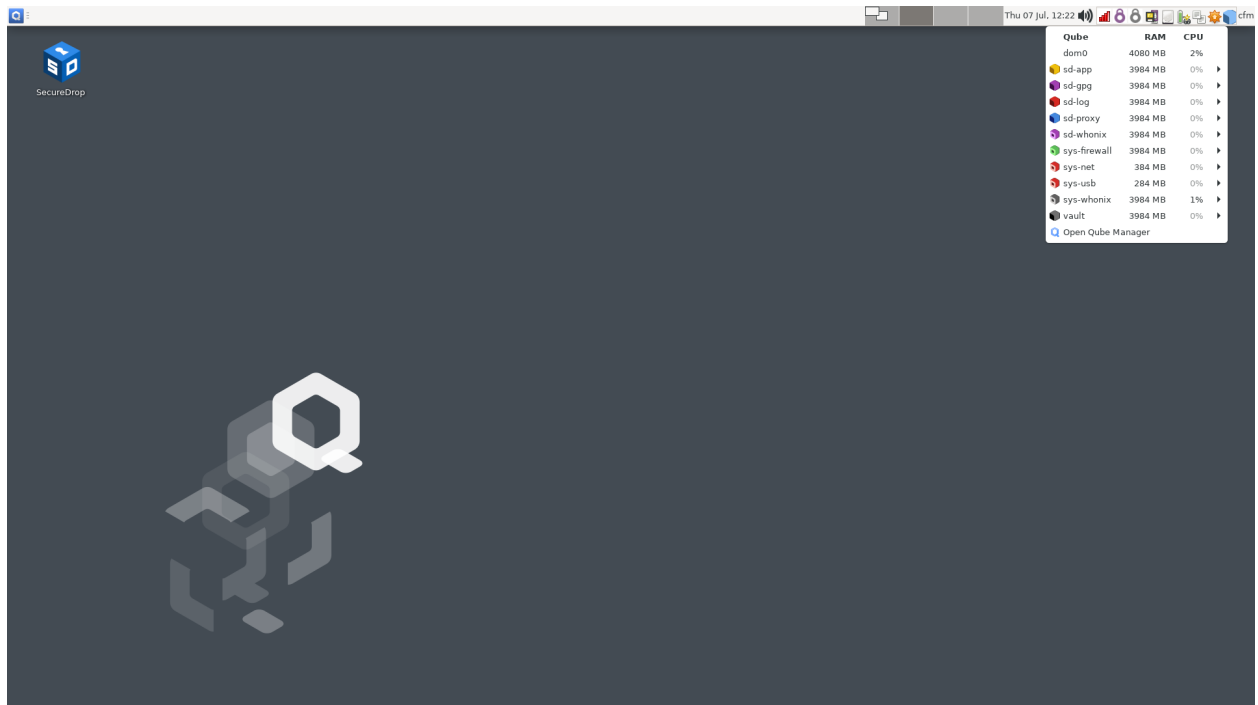 Thu 07 Jul, 12:22 cfm
Qube RAM CPU
dom0 4080 MB 2%
sd-app 3984 MB 0%
sd-gpg 3984 MB 0%
sd-log 3984 MB 0%
sd-proxy 3984 MB 0%
sd-whonix 3984 MB 0%
sys-firewall 3984 MB 0%
sys-net 384 MB 0%
sys-usb 284 MB 0%
sys-whonix 3984 MB 1%
vault 3984 MB 0%
Open Qube Manager
S D
SecureDrop